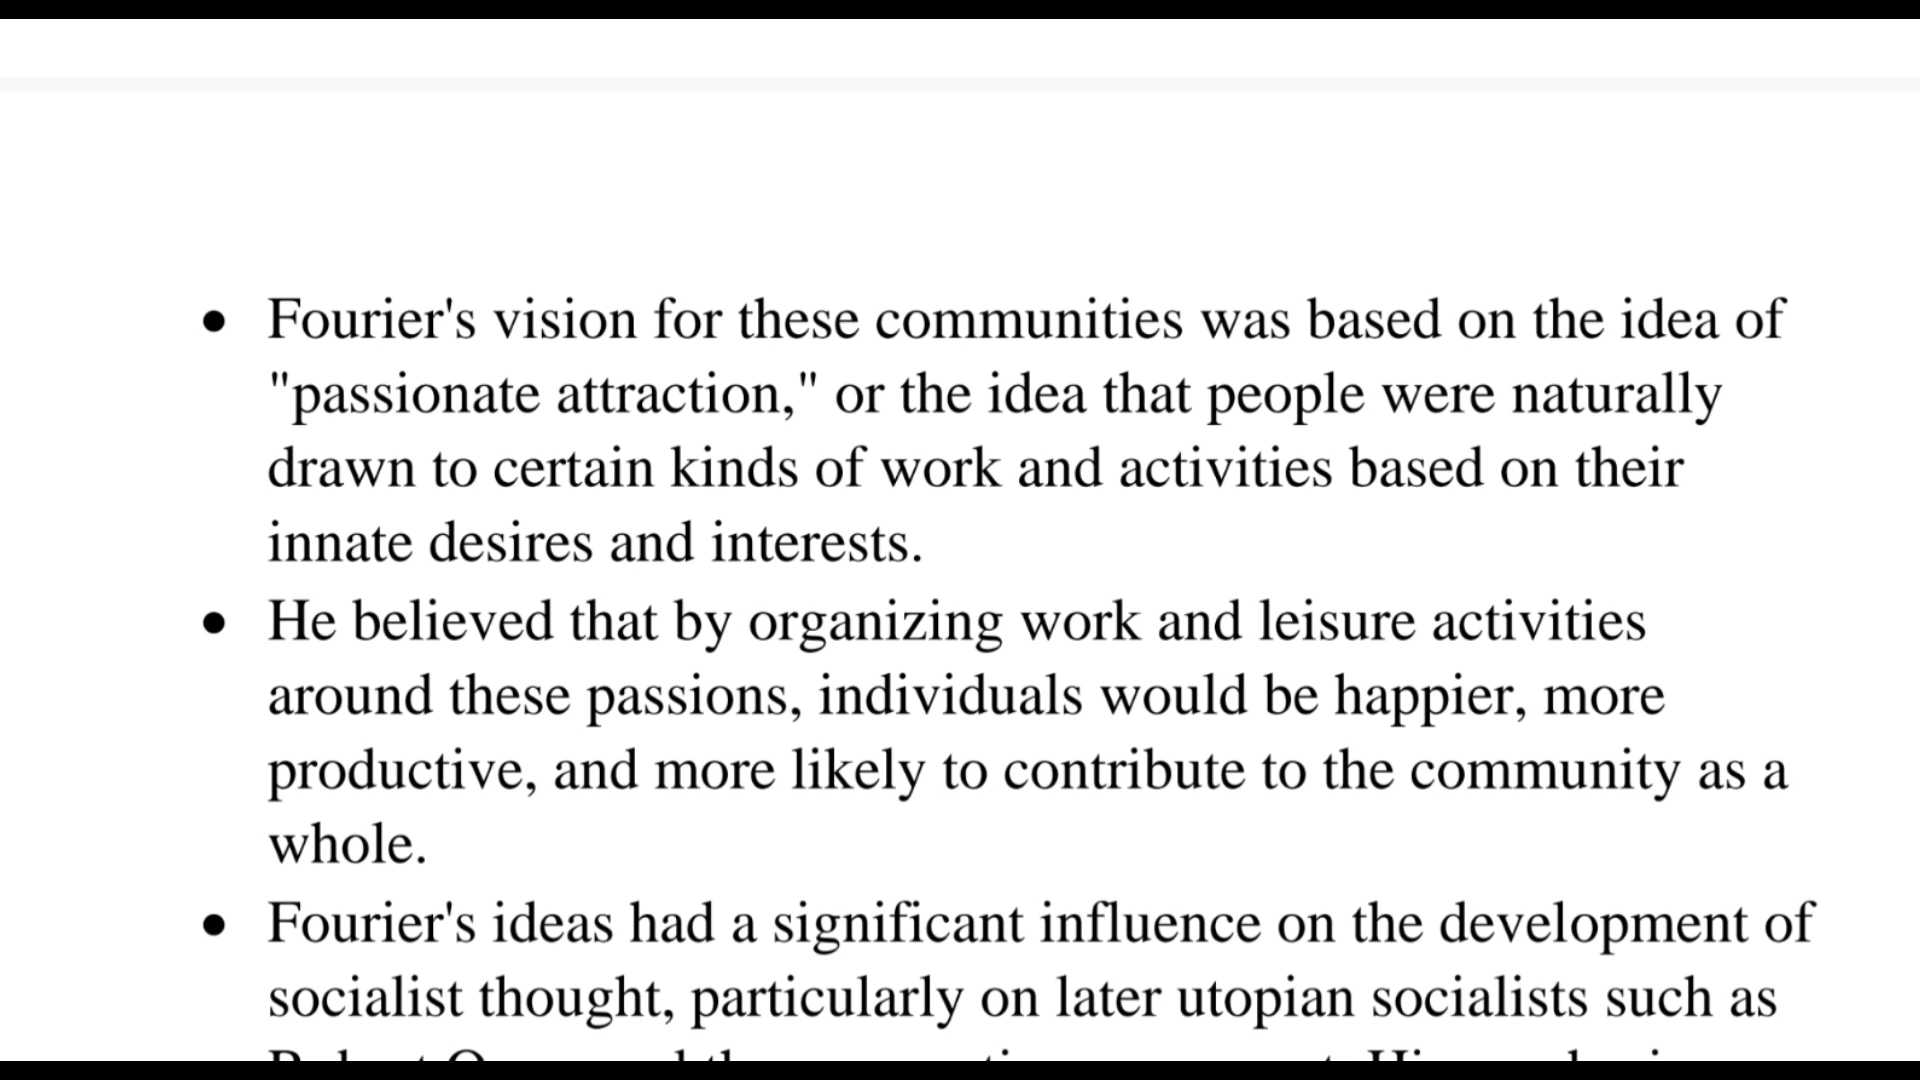 • Fourier's vision for these communities was based on the idea of
"passionate attraction," or the idea that people were naturally
drawn to certain kinds of work and activities based on their
innate desires and interests.
• He believed that by organizing work and leisure activities
around these passions, individuals would be happier, more
productive, and more likely to contribute to the community as a
whole.
• Fourier's ideas had a significant influence on the development of
socialist thought, particularly on later utopian socialists such as